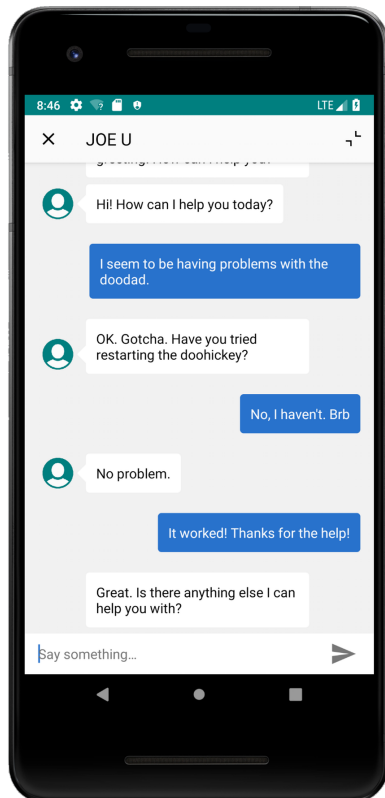 8:46
LTE
JOE U
Hi! How can I help you today?
I seem to be having problems with the
doodad.
OK. Gotcha. Have you tried
restarting the doohickey?
No, I haven't. Brb
No problem.
It worked! Thanks for the help!
Great. Is there anything else I can
help you with?
Say something...